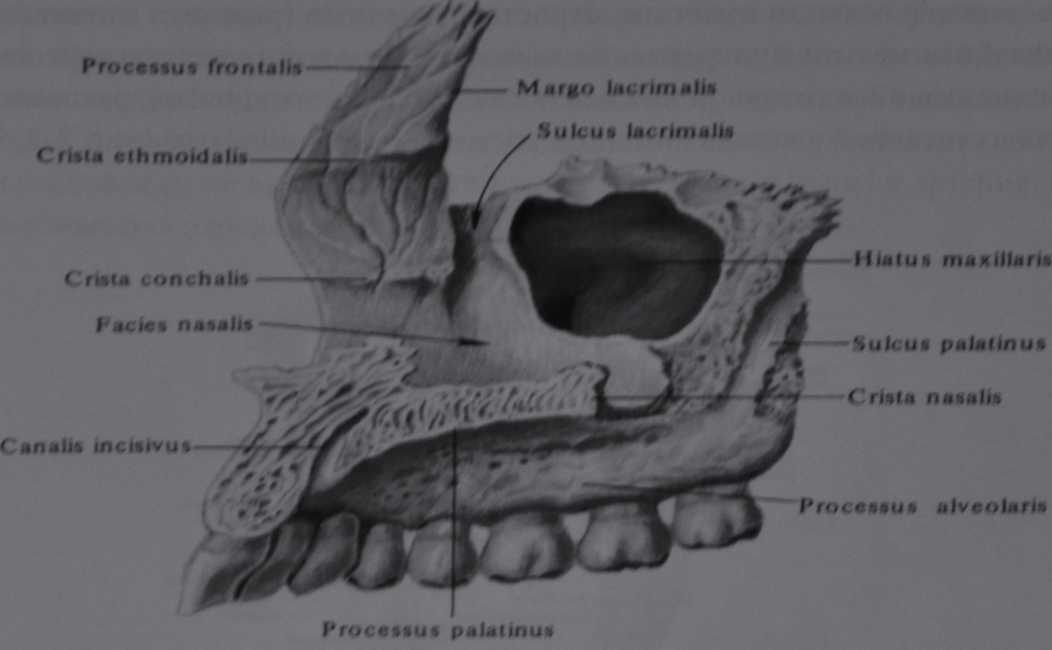 Processus frontalis
Margo lacrimalis
Sulcus lacrimalis
Crista ethmoidalis
Hiatus maxillaris
Crista conchalis
Facies nasalis
Sulcus palatinus
Crista nasalis
Canalis incisivus
Processus alveolaris
Processus palatinus